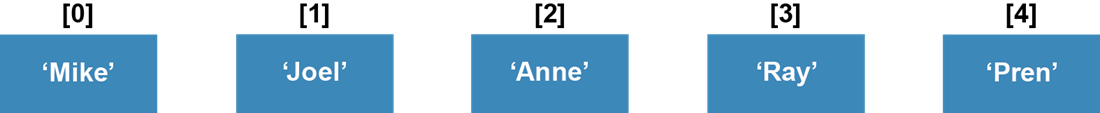 [0] [1] [2] [3] [4]
‘Mike’ ‘Joel’ ‘Anne’ ‘Ray’ ‘Pren’